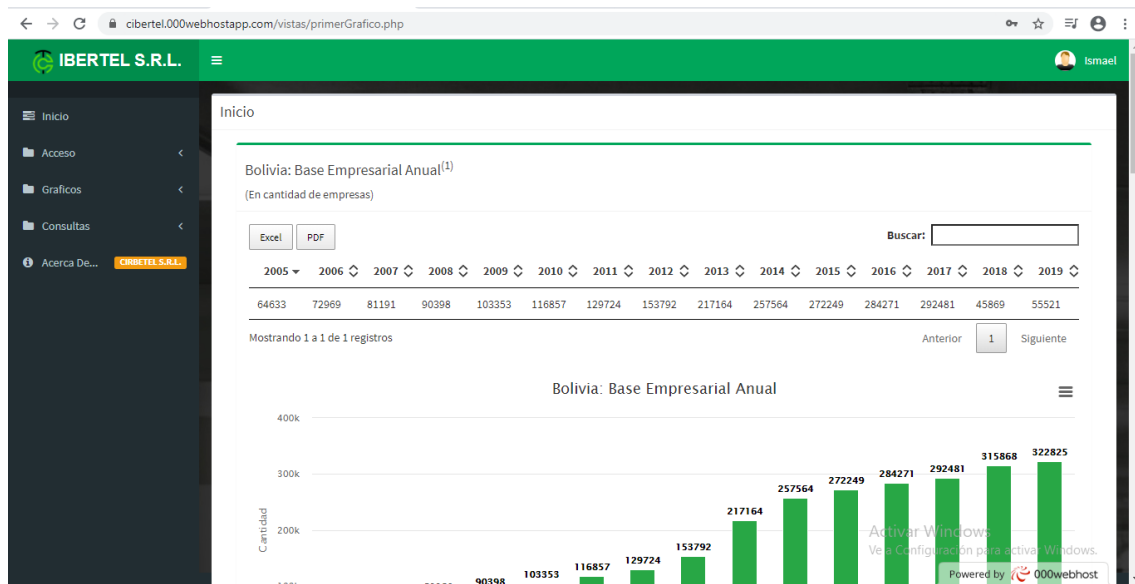 cibertel.000webhostapp.com/vistas/primerGrafico.php
IBERTEL S.R.L.
Ismael
Inicio
Acceso
Graficos
Consultas
Acerca De... CIRBETEL S.R.L.
Inicio
Bolivia: Base Empresarial Anual(1)
(En cantidad de empresas)
Excel PDF Buscar:
2005 2006 2007 2008 2009 2010 2011 2012 2013 2014 2015 2016 2017 2018 2019
64633 72969 81191 90398 103353 116857 129724 153792 217164 257564 272249 284271 292481 45869 55521
Mostrando 1 a 1 de 1 registros
Anterior 1 Siguiente
Bolivia: Base Empresarial Anual
400k
300k
200k
Cantidad
90398
103353
116857
129724
153792
217164
257564
272249
284271
292481
315868
322825
Activar Windows
Ve a Configuración para activar Windows.
Powered by 000webhost